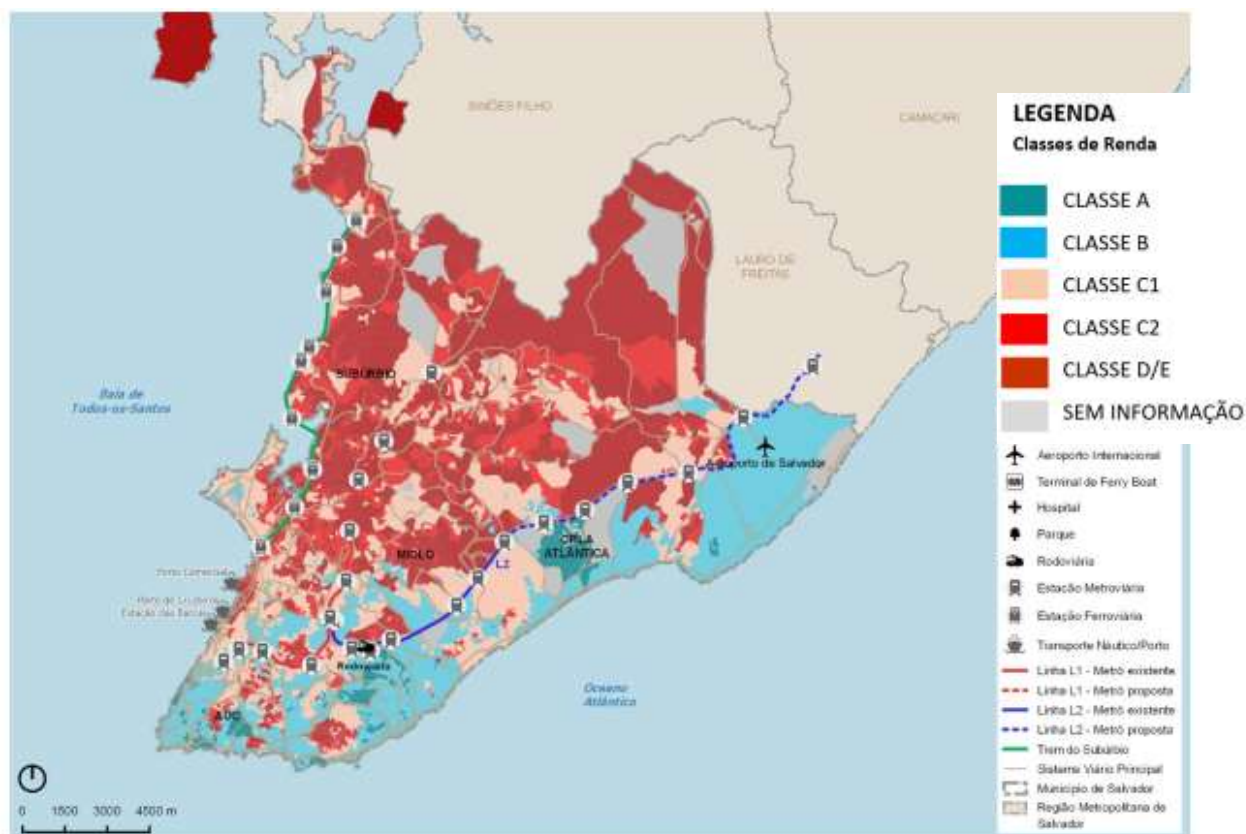 SIMÕES FILHO
CAMAÇARI
LAURO DE
FREITAS
SUBÚRBIO
Baía de
Todos-os-Santos
Aeroporto de Salvador
ORLA
ATLÂNTICA
MIOLO
L2
Porto Comercial
Rodoviária
AUC
Oceano
Atlântico
0 1500 3000 4500 m
LEGENDA
Classes de Renda
CLASSE A
CLASSE B
CLASSE C1
CLASSE C2
CLASSE D/E
SEM INFORMAÇÃO
Aeroporto Internacional
Terminal de Ferry Boat
Hospital
Parque
Rodoviária
Estação Metroviária
Estação Ferroviária
Transporte Náutico/Porto
Linha L1 - Metrô existente
Linha L1 - Metrô proposta
Linha L2 - Metrô existente
Linha L2 - Metrô proposta
Trem do Subúrbio
Sistema Viário Principal
Município de Salvador
Região Metropolitana de
Salvador